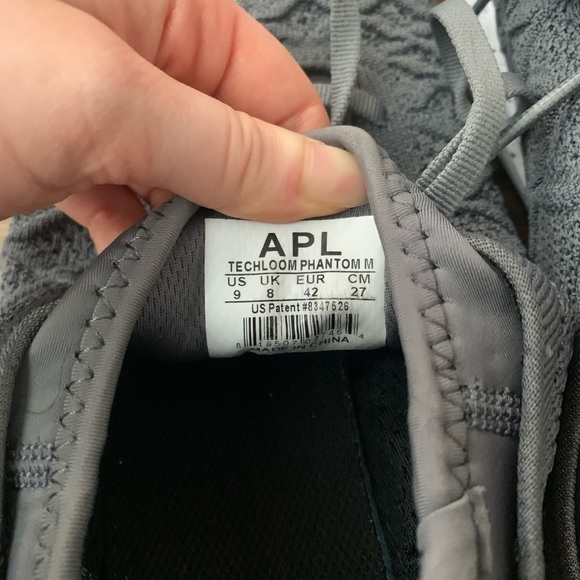 APL
TECHLOOM PHANTOM M
US UK EUR CM
9 8 42 27
US Patent #8347526
MADE IN CHINA